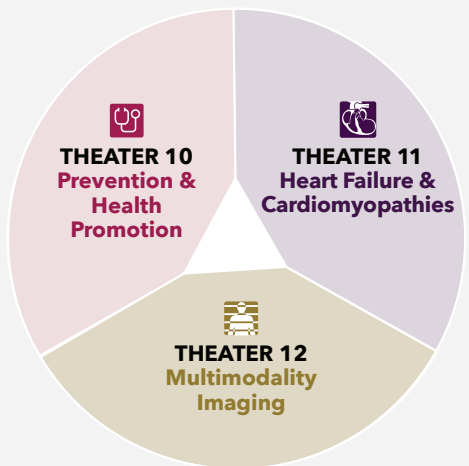 THEATER 10
Prevention &
Health
Promotion
THEATER 11
Heart Failure &
Cardiomyopathies
THEATER 12
Multimodality
Imaging